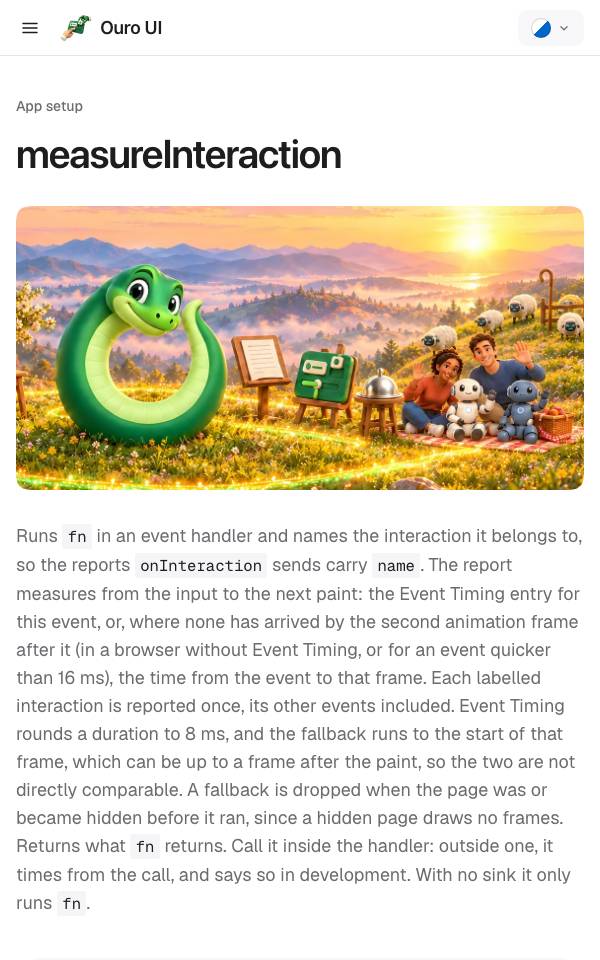 Ouro UI
App setup
measureInteraction
Runs fn in an event handler and names the interaction it belongs to,
so the reports onInteraction sends carry name. The report
measures from the input to the next paint: the Event Timing entry for
this event, or, where none has arrived by the second animation frame
after it (in a browser without Event Timing, or for an event quicker
than 16 ms), the time from the event to that frame. Each labelled
interaction is reported once, its other events included. Event Timing
rounds a duration to 8 ms, and the fallback runs to the start of that
frame, which can be up to a frame after the paint, so the two are not
directly comparable. A fallback is dropped when the page was or
became hidden before it ran, since a hidden page draws no frames.
Returns what fn returns. Call it inside the handler: outside one, it
times from the call, and says so in development. With no sink it only
runs fn.